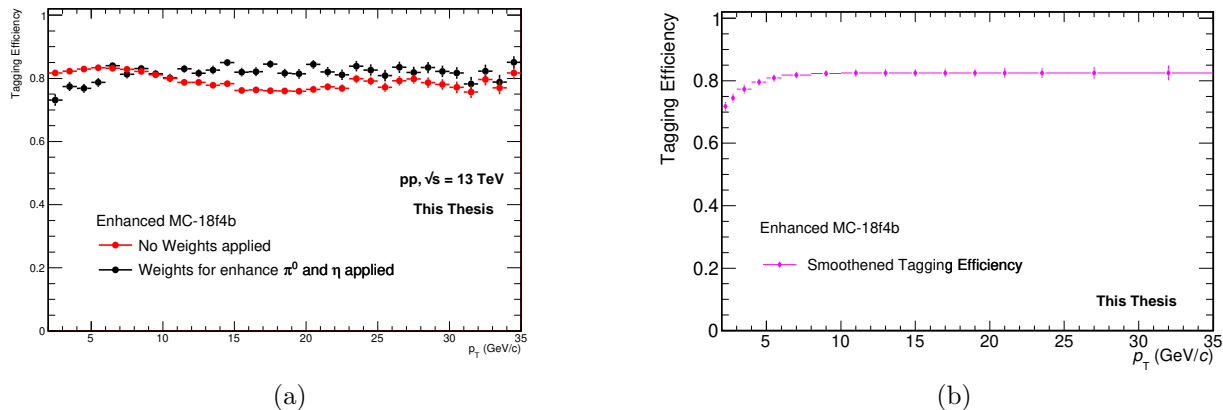 Tagging Efficiency
1
0.8
0.6
0.4
0.2
0
pp, √s = 13 TeV
This Thesis
Enhanced MC-18f4b
No Weights applied
Weights for enhance π⁰ and η applied
5 10 15 20 25 30 35
p_T (GeV/c)
(a)
Tagging Efficiency
1
0.8
0.6
0.4
0.2
0
Enhanced MC-18f4b
Smoothened Tagging Efficiency
This Thesis
5 10 15 20 25 30 35
p_T (GeV/c)
(b)